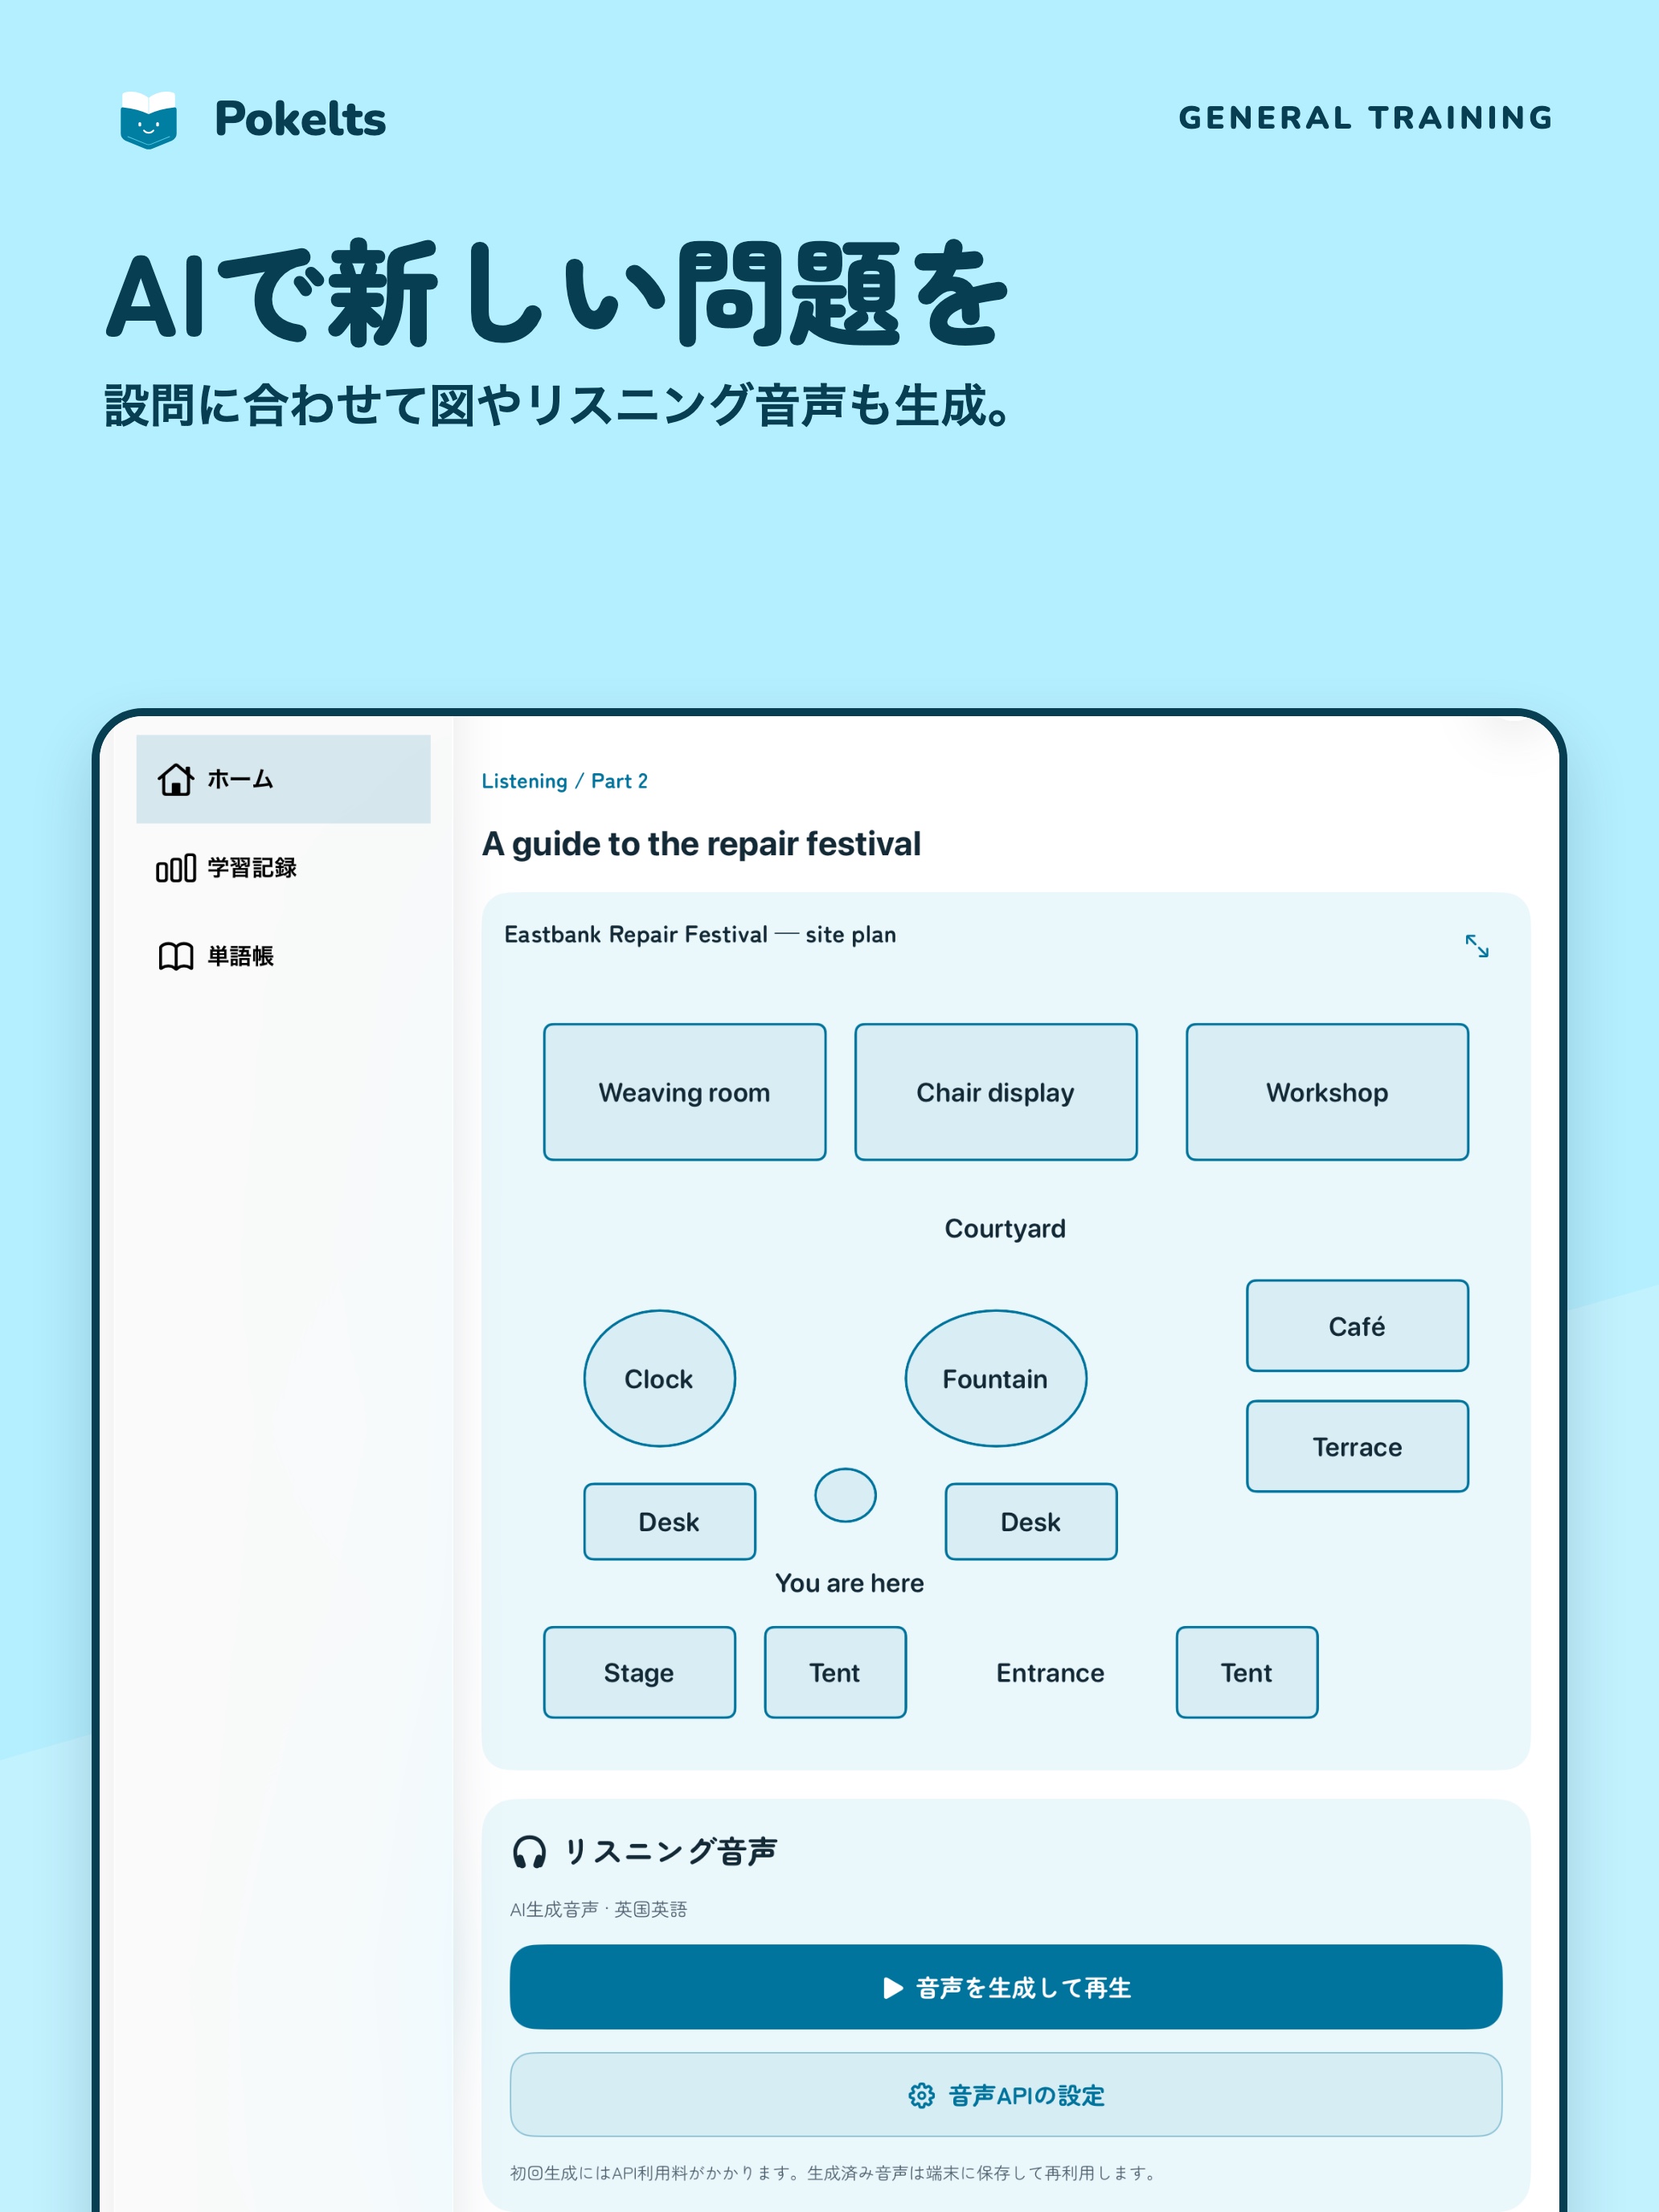 Pokelts
GENERAL TRAINING
AIで新しい問題を
設問に合わせて図やリスニング音声も生成。
ホーム
学習記録
単語帳
Listening / Part 2
A guide to the repair festival
Eastbank Repair Festival — site plan
Weaving room
Chair display
Workshop
Courtyard
Café
Clock
Fountain
Terrace
Desk
Desk
You are here
Stage
Tent
Entrance
Tent
リスニング音声
AI生成音声 · 英国英語
音声を生成して再生
音声APIの設定
初回生成にはAPI利用料がかかります。生成済み音声は端末に保存して再利用します。